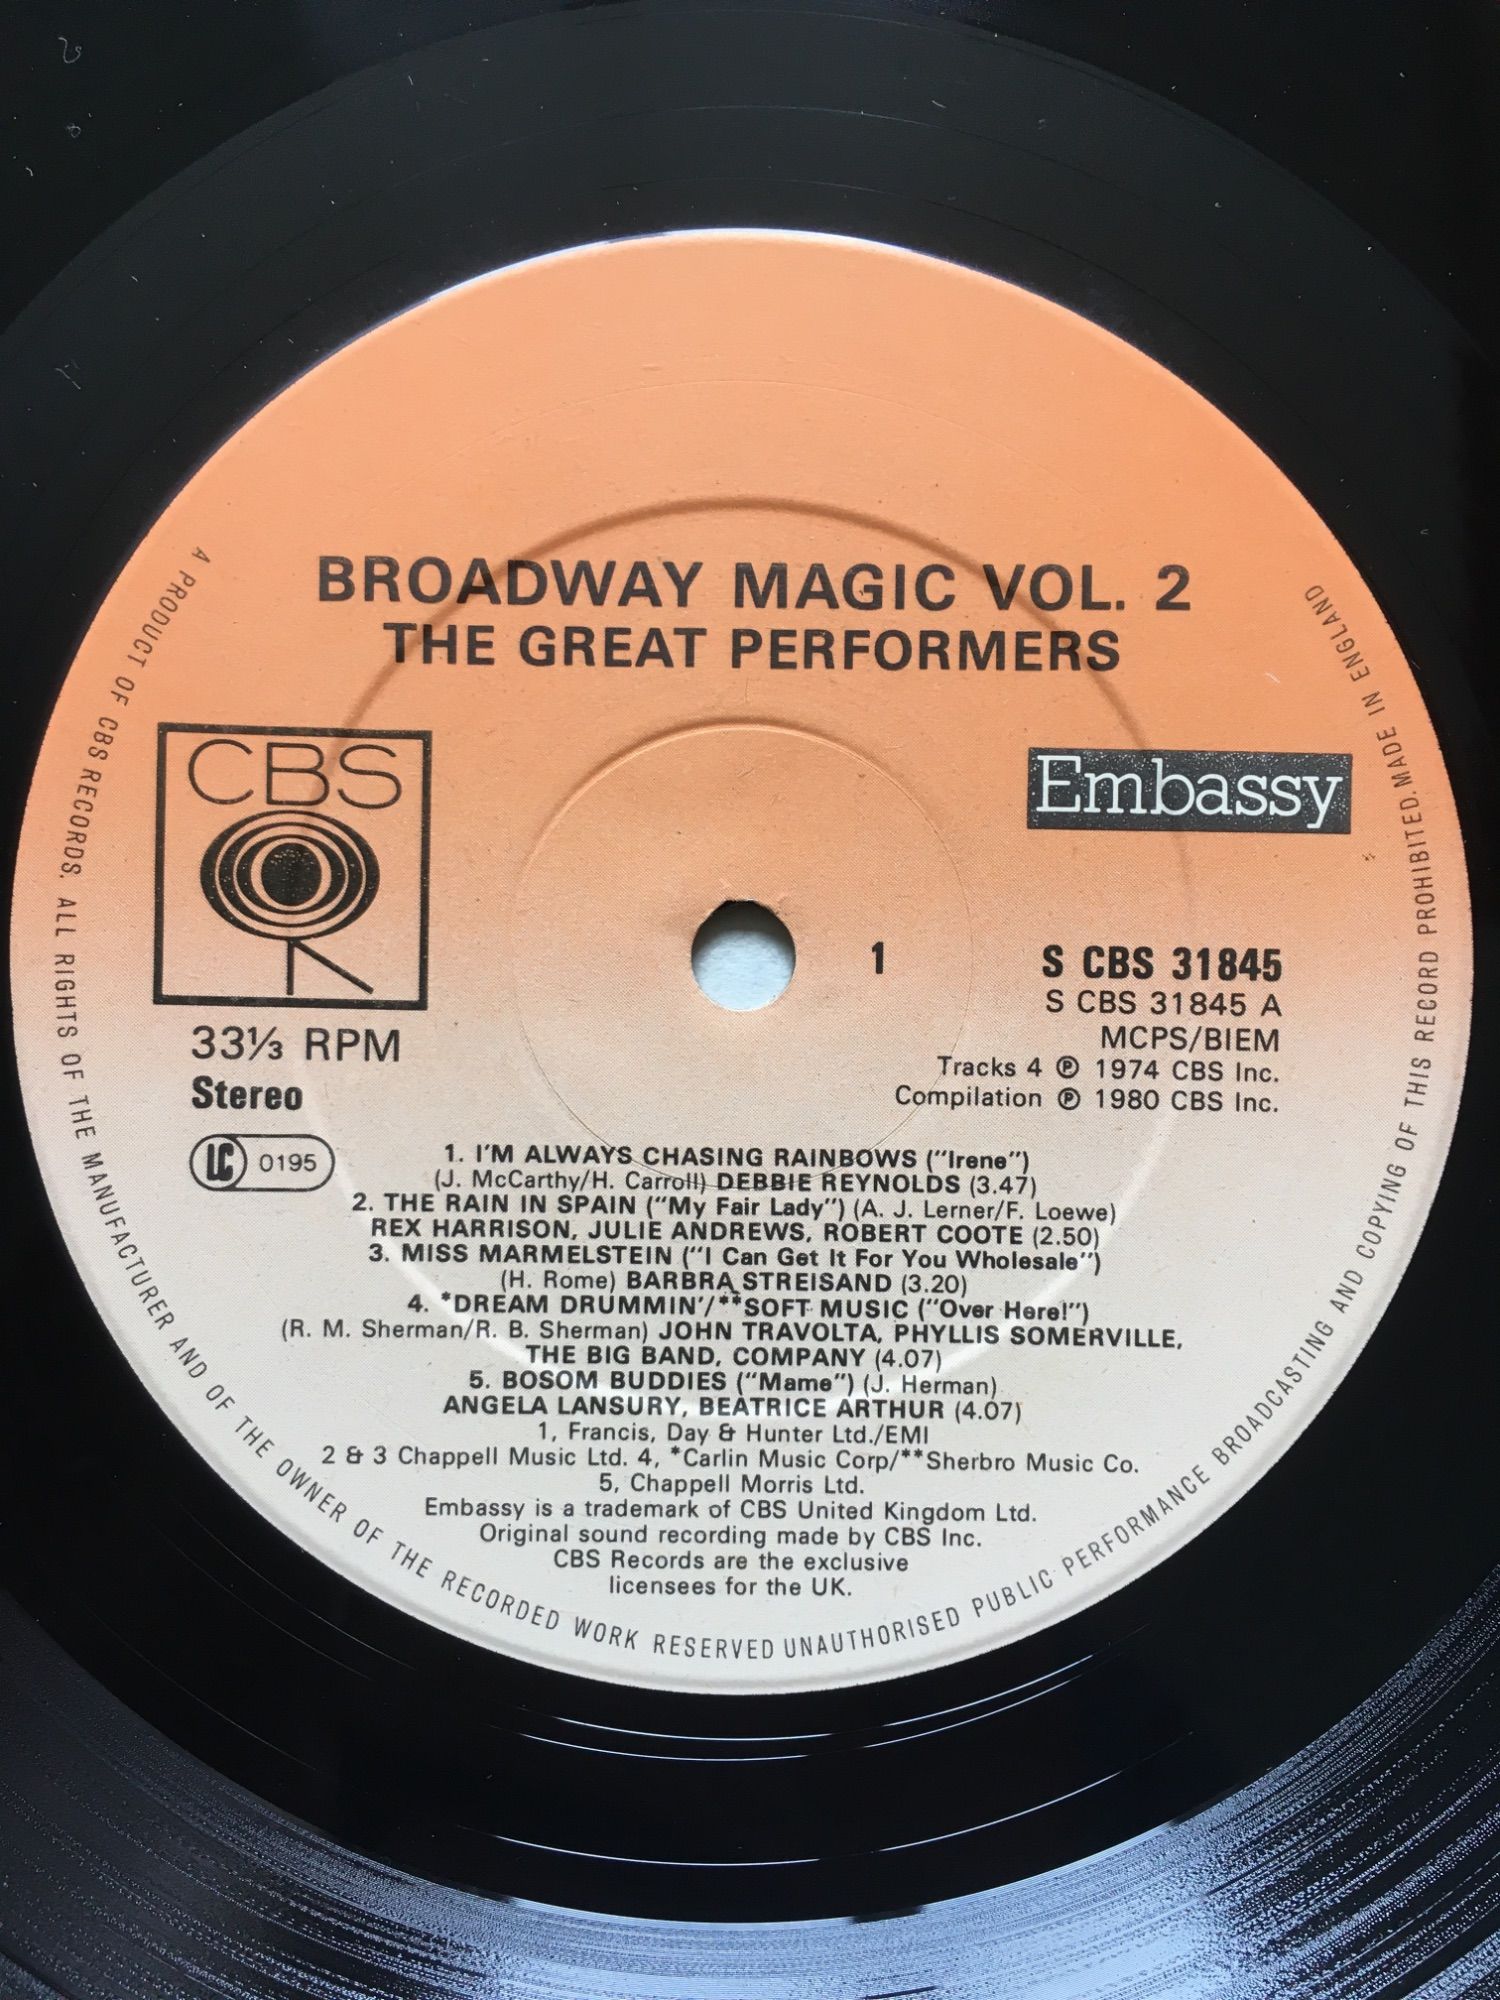 BROADWAY MAGIC VOL. 2
THE GREAT PERFORMERS
CBS
Embassy
33⅓ RPM
Stereo
LC 0195
1
S CBS 31845
S CBS 31845 A
MCPS/BIEM
Tracks 4 ℗ 1974 CBS Inc.
Compilation ℗ 1980 CBS Inc.
1. I'M ALWAYS CHASING RAINBOWS ("Irene")
(J. McCarthy/H. Carroll) DEBBIE REYNOLDS (3.47)
2. THE RAIN IN SPAIN ("My Fair Lady") (A. J. Lerner/F. Loewe)
REX HARRISON, JULIE ANDREWS, ROBERT COOTE (2.50)
3. MISS MARMELSTEIN ("I Can Get It For You Wholesale")
(H. Rome) BARBRA STREISAND (3.20)
4. *DREAM DRUMMIN'/**SOFT MUSIC ("Over Here!")
(R. M. Sherman/R. B. Sherman) JOHN TRAVOLTA, PHYLLIS SOMERVILLE,
THE BIG BAND, COMPANY (4.07)
5. BOSOM BUDDIES ("Mame") (J. Herman)
ANGELA LANSURY, BEATRICE ARTHUR (4.07)
1, Francis, Day & Hunter Ltd./EMI
2 & 3 Chappell Music Ltd. 4, *Carlin Music Corp/**Sherbro Music Co.
5, Chappell Morris Ltd.
Embassy is a trademark of CBS United Kingdom Ltd.
Original sound recording made by CBS Inc.
CBS Records are the exclusive
licensees for the UK.
A PRODUCT OF CBS RECORDS. ALL RIGHTS OF THE MANUFACTURER AND OF THE OWNER OF THE RECORDED WORK RESERVED UNAUTHORISED PUBLIC PERFORMANCE BROADCASTING AND COPYING OF THIS RECORD PROHIBITED. MADE IN ENGLAND